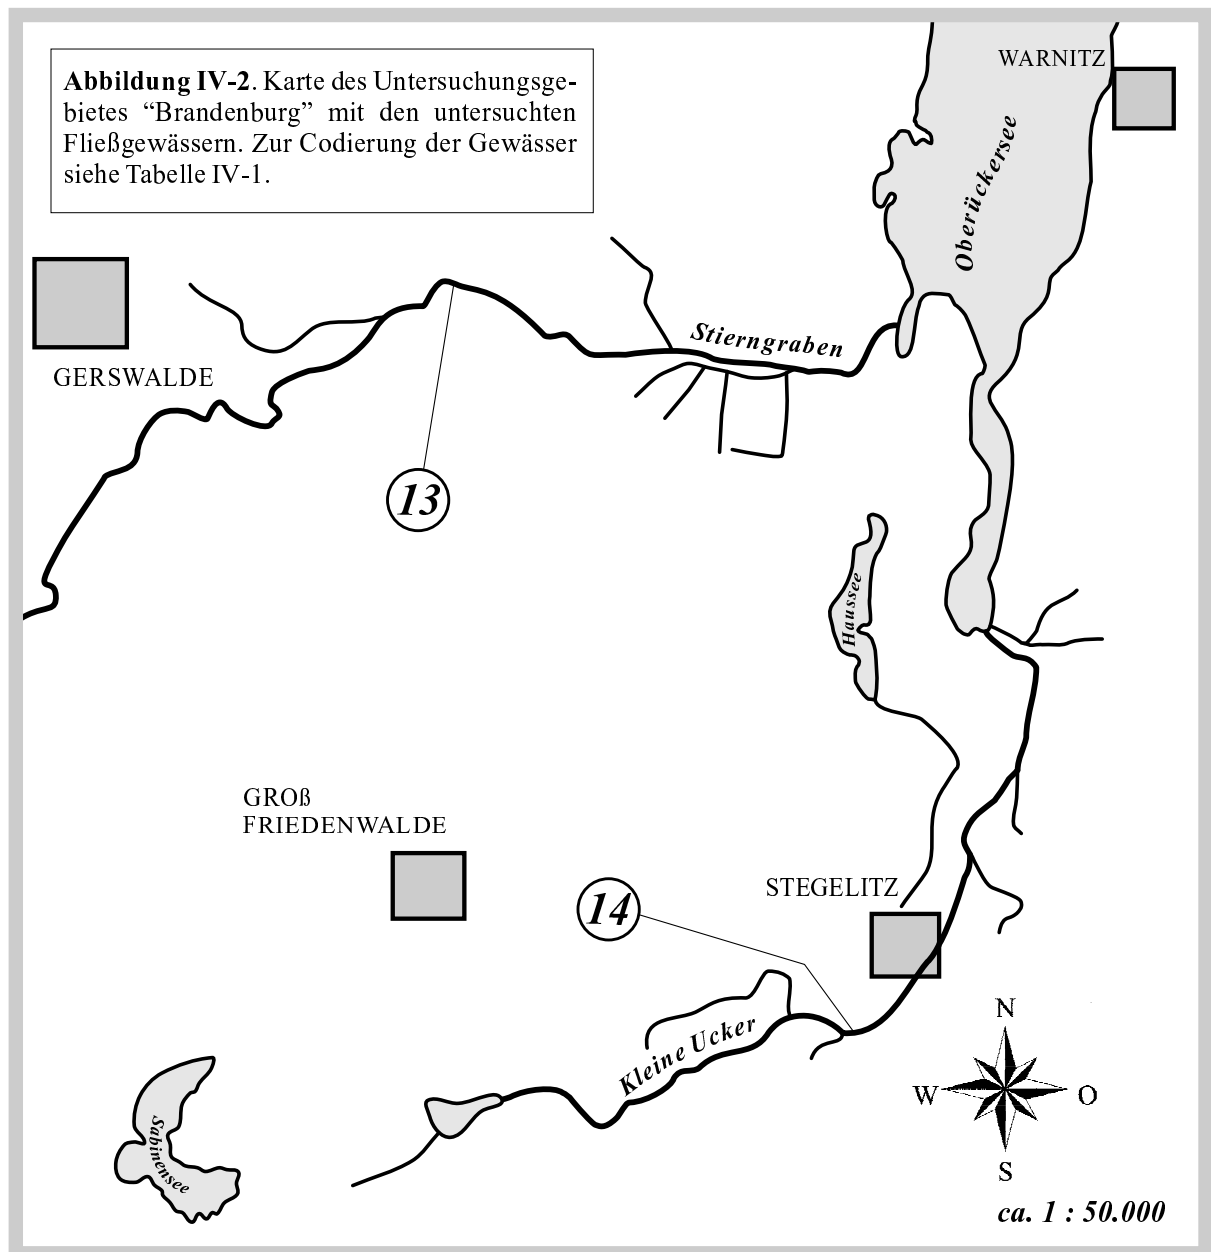 Abbildung IV-2. Karte des Untersuchungsge-
bietes “Brandenburg” mit den untersuchten
Fließgewässern. Zur Codierung der Gewässer
siehe Tabelle IV-1.
WARNITZ
Oberückersee
GERSWALDE
Stierngraben
13
Haussee
GROß
FRIEDENWALDE
STEGELITZ
14
Kleine Ucker
Sabinensee
N
W
O
S
ca. 1 : 50.000